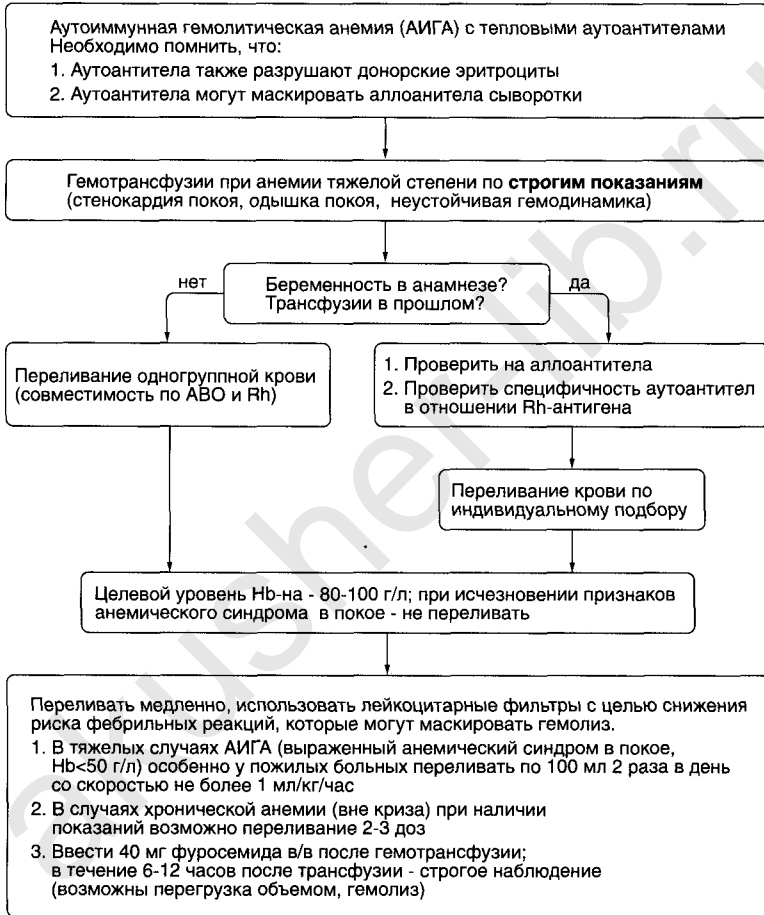 Аутоиммунная гемолитическая анемия (АИГА) с тепловыми аутоантителами
Необходимо помнить, что:
1. Аутоантитела также разрушают донорские эритроциты
2. Аутоантитела могут маскировать аллоанитела сыворотки
Гемотрансфузии при анемии тяжелой степени по строгим показаниям
(стенокардия покоя, одышка покоя, неустойчивая гемодинамика)
нет
Беременность в анамнезе?
Трансфузии в прошлом?
да
Переливание одногруппной крови
(совместимость по АВО и Rh)
1. Проверить на аллоантитела
2. Проверить специфичность аутоантител
в отношении Rh-антигена
Переливание крови по
индивидуальному подбору
Целевой уровень Hb-на - 80-100 г/л; при исчезновении признаков
анемического синдрома в покое - не переливать
Переливать медленно, использовать лейкоцитарные фильтры с целью снижения
риска фебрильных реакций, которые могут маскировать гемолиз.
1. В тяжелых случаях АИГА (выраженный анемический синдром в покое,
Hb<50 г/л) особенно у пожилых больных переливать по 100 мл 2 раза в день
со скоростью не более 1 мл/кг/час
2. В случаях хронической анемии (вне криза) при наличии
показаний возможно переливание 2-3 доз
3. Ввести 40 мг фуросемида в/в после гемотрансфузии;
в течение 6-12 часов после трансфузии - строгое наблюдение
(возможны перегрузка объемом, гемолиз)
akusher-lib.ru